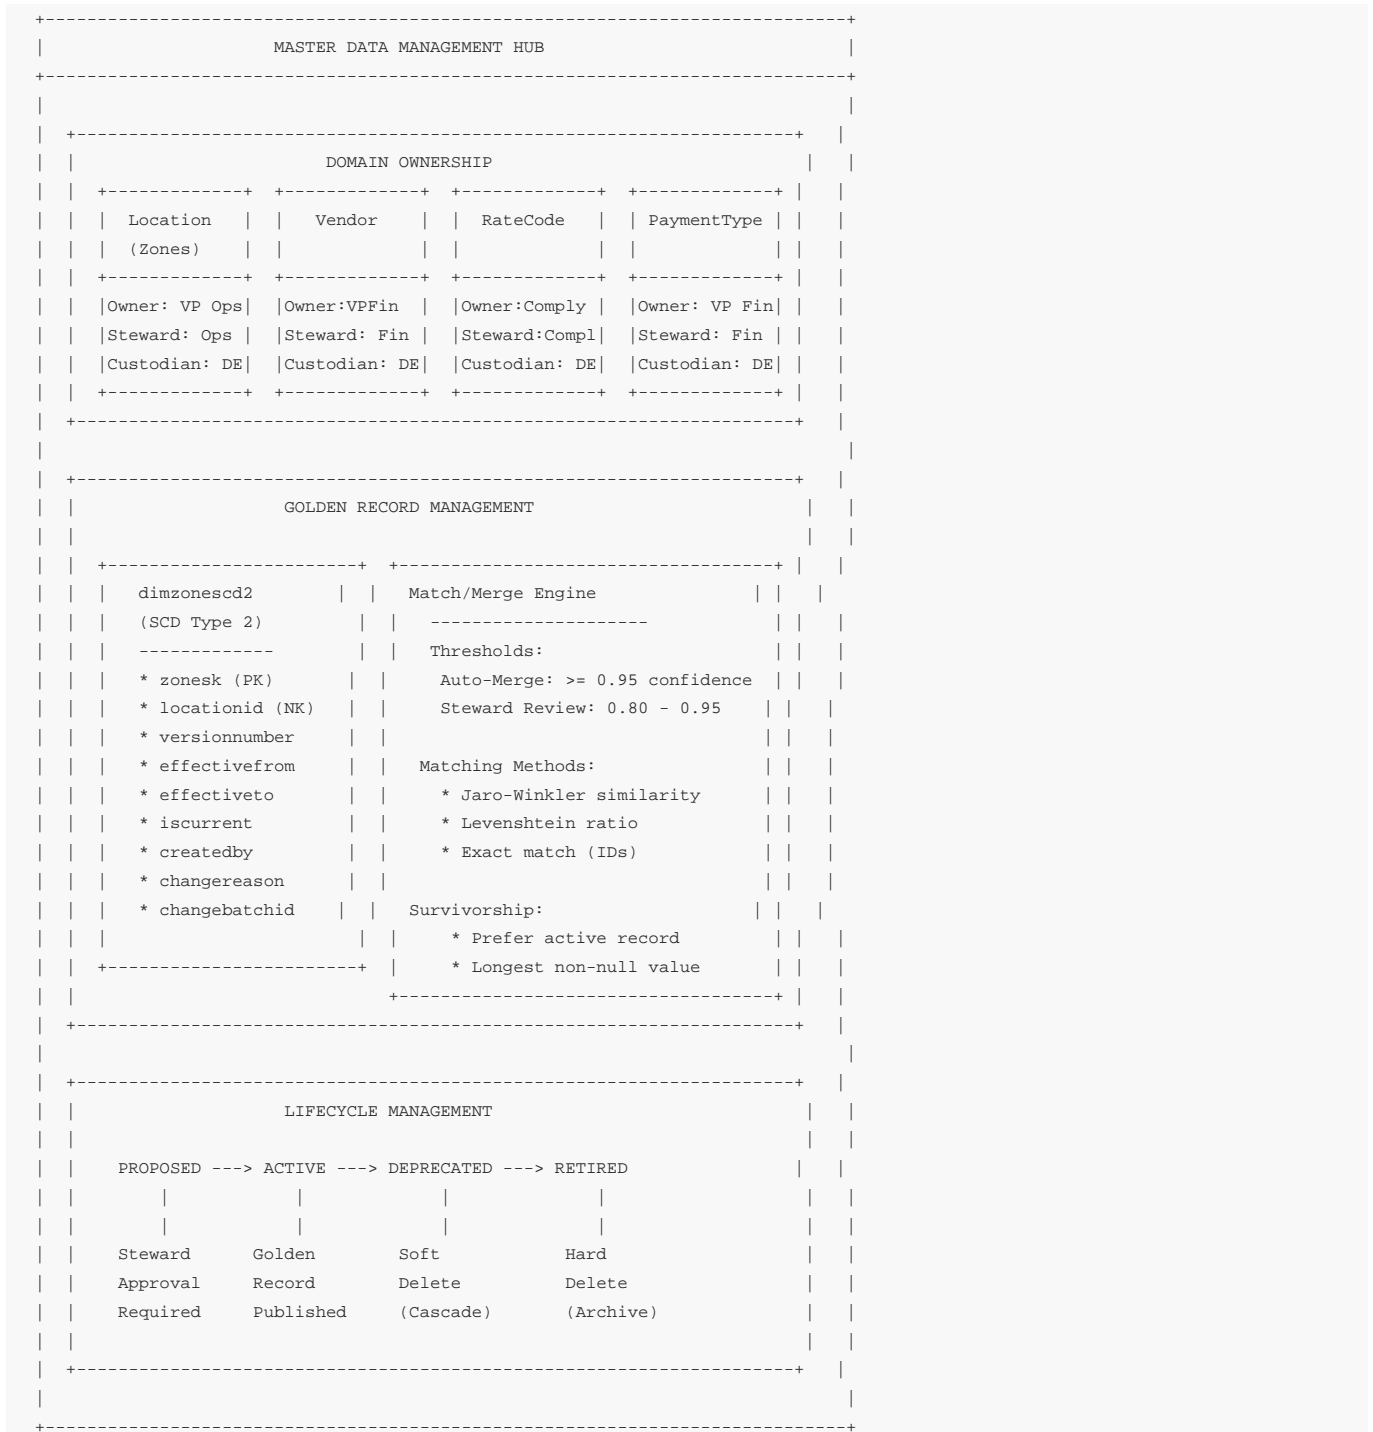 +-----------------------------------------------------------------------------+
|                      MASTER DATA MANAGEMENT HUB                             |
+-----------------------------------------------------------------------------+
|                                                                             |
|  +---------------------------------------------------------------------+   |
|  |                        DOMAIN OWNERSHIP                              |   |
|  |  +-------------+  +-------------+  +-------------+  +-------------+ |   |
|  |  |  Location   |  |   Vendor    |  |  RateCode   |  | PaymentType | |   |
|  |  |  (Zones)    |  |             |  |             |  |             | |   |
|  |  +-------------+  +-------------+  +-------------+  +-------------+ |   |
|  |  |Owner: VP Ops|  |Owner:VPFin  |  |Owner:Comply |  |Owner: VP Fin| |   |
|  |  |Steward: Ops |  |Steward: Fin |  |Steward:Compl|  |Steward: Fin | |   |
|  |  |Custodian: DE|  |Custodian: DE|  |Custodian: DE|  |Custodian: DE| |   |
|  |  +-------------+  +-------------+  +-------------+  +-------------+ |   |
|  +---------------------------------------------------------------------+   |
|                                                                             |
|  +---------------------------------------------------------------------+   |
|  |                    GOLDEN RECORD MANAGEMENT                          |   |
|  |                                                                      |   |
|  |  +------------------------+  +------------------------------------+ |   |
|  |  |   dimzonescd2        |  |   Match/Merge Engine               | |   |
|  |  |   (SCD Type 2)         |  |   ---------------------            | |   |
|  |  |   -------------        |  |   Thresholds:                      | |   |
|  |  |   * zonesk (PK)       |  |     Auto-Merge: >= 0.95 confidence  | |    |
|  |  |   * locationid (NK)   |  |     Steward Review: 0.80 - 0.95    | |    |
|  |  |   * versionnumber     |  |                                    | |    |
|  |  |   * effectivefrom     |  |   Matching Methods:                | |    |
|  |  |   * effectiveto       |  |     * Jaro-Winkler similarity      | |    |
|  |  |   * iscurrent         |  |     * Levenshtein ratio            | |    |
|  |  |   * createdby         |  |     * Exact match (IDs)            | |    |
|  |  |   * changereason      |  |                                    | |    |
|  |  |   * changebatchid    |  |   Survivorship:                    | |   |
|  |  |                        |  |     * Prefer active record         | |   |
|  |  +------------------------+  |     * Longest non-null value       | |   |
|  |                              +------------------------------------+ |   |
|  +---------------------------------------------------------------------+   |
|                                                                             |
|  +---------------------------------------------------------------------+   |
|  |                    LIFECYCLE MANAGEMENT                              |   |
|  |                                                                      |   |
|  |    PROPOSED ---> ACTIVE ---> DEPRECATED ---> RETIRED                |   |
|  |        |            |             |              |                   |   |
|  |        |            |             |              |                   |   |
|  |    Steward      Golden        Soft           Hard                    |   |
|  |    Approval     Record        Delete         Delete                  |   |
|  |    Required     Published     (Cascade)      (Archive)               |   |
|  |                                                                      |   |
|  +---------------------------------------------------------------------+   |
|                                                                             |
+-----------------------------------------------------------------------------+